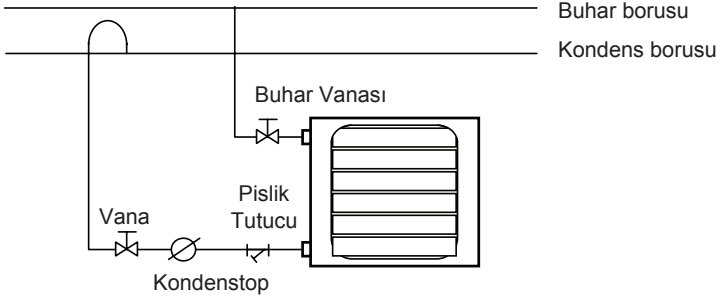 Buhar borusu
Kondens borusu
Buhar Vanası
Pislik
Tutucu
Vana
Kondenstop